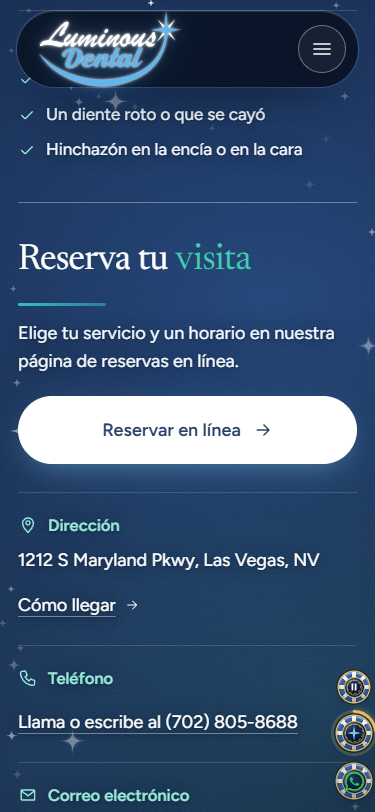 Luminous
Dental
Un diente roto o que se cayó
Hinchazón en la encía o en la cara
Reserva tu visita
Elige tu servicio y un horario en nuestra
página de reservas en línea.
Reservar en línea →
Dirección
1212 S Maryland Pkwy, Las Vegas, NV
Cómo llegar →
Teléfono
Llama o escribe al (702) 805-8688
Correo electrónico